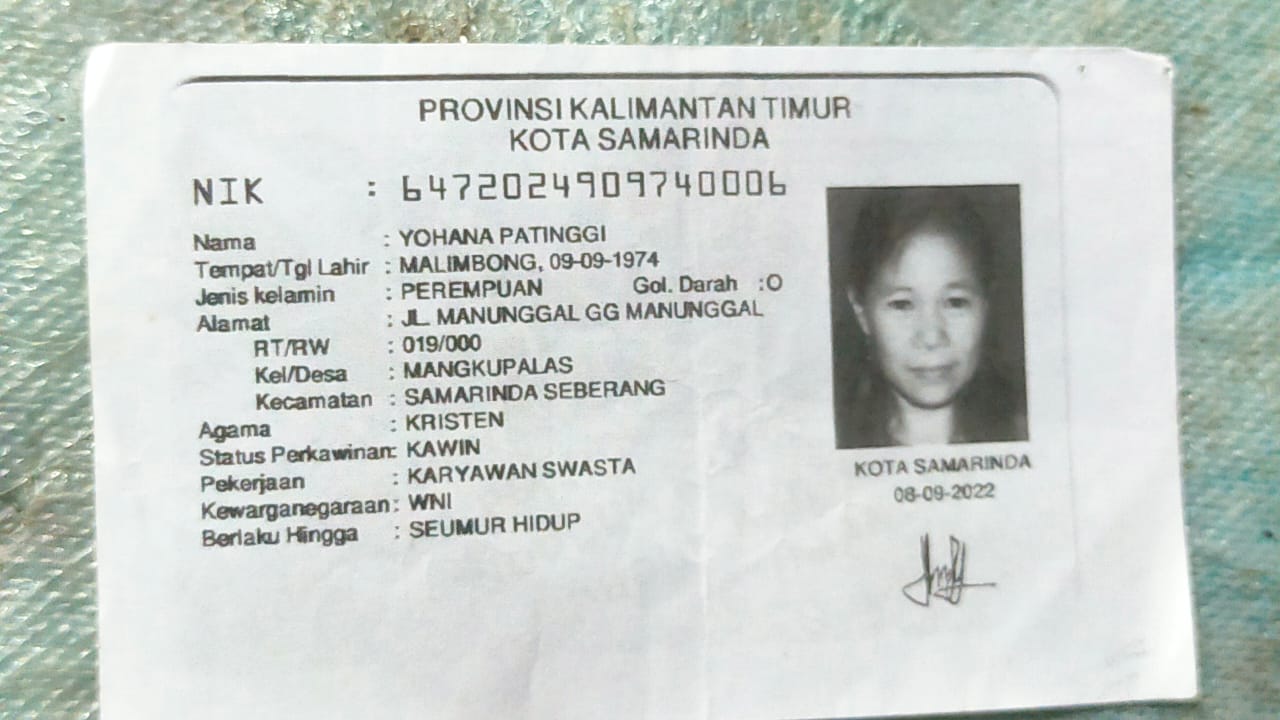 PROVINSI KALIMANTAN TIMUR
KOTA SAMARINDA
NIK : 6472024909740006
Nama : YOHANA PATINGGI
Tempat/Tgl Lahir : MALIMBONG, 09-09-1974
Jenis kelamin : PEREMPUAN Gol. Darah :O
Alamat : JL. MANUNGGAL GG MANUNGGAL
RT/RW : 019/000
Kel/Desa : MANGKUPALAS
Kecamatan : SAMARINDA SEBERANG
Agama : KRISTEN
Status Perkawinan: KAWIN
Pekerjaan : KARYAWAN SWASTA
Kewarganegaraan: WNI
Berlaku Hingga : SEUMUR HIDUP
KOTA SAMARINDA
08-09-2022